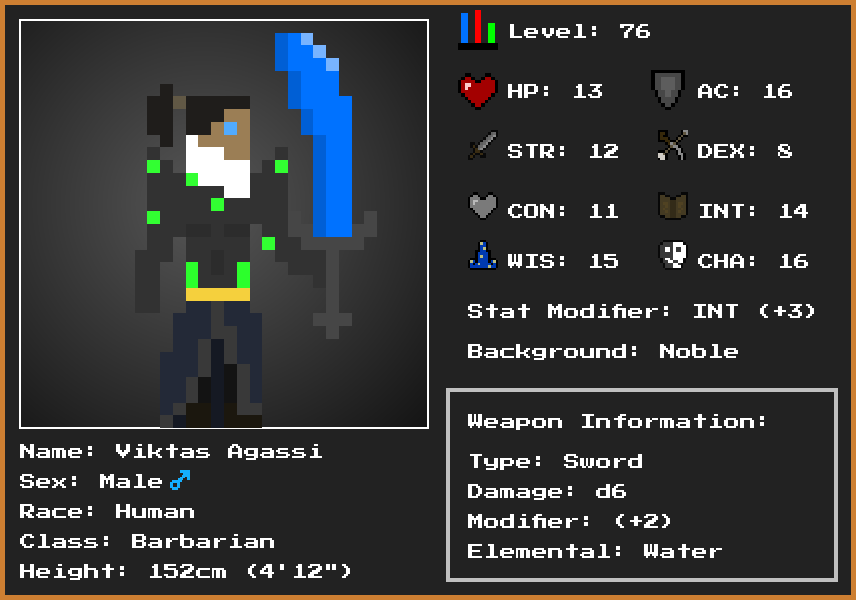 Level: 76
HP: 13
AC: 16
STR: 12
DEX: 8
CON: 11
INT: 14
WIS: 15
CHA: 16
Stat Modifier: INT (+3)
Background: Noble
Weapon Information:
Type: Sword
Damage: d6
Modifier: (+2)
Elemental: Water
Name: Viktas Agassi
Sex: Male♂
Race: Human
Class: Barbarian
Height: 152cm (4'12")